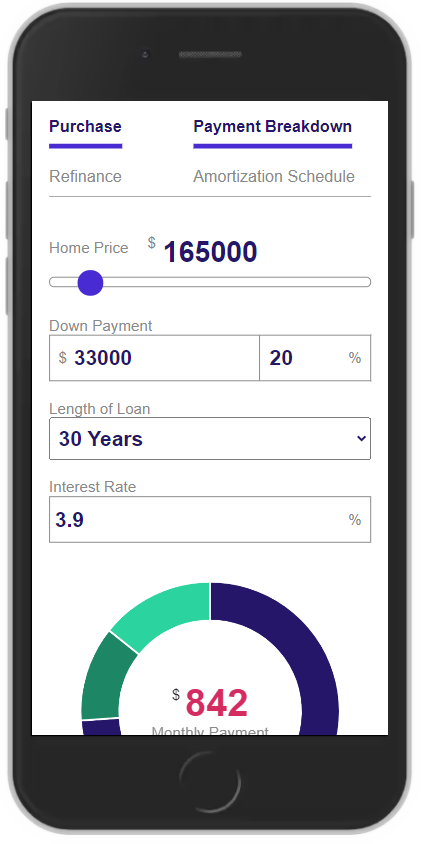 Purchase Payment Breakdown
Refinance Amortization Schedule
Home Price $ 165000
Down Payment
$ 33000 20 %
Length of Loan
30 Years
Interest Rate
3.9 %
$ 842
Monthly Payment